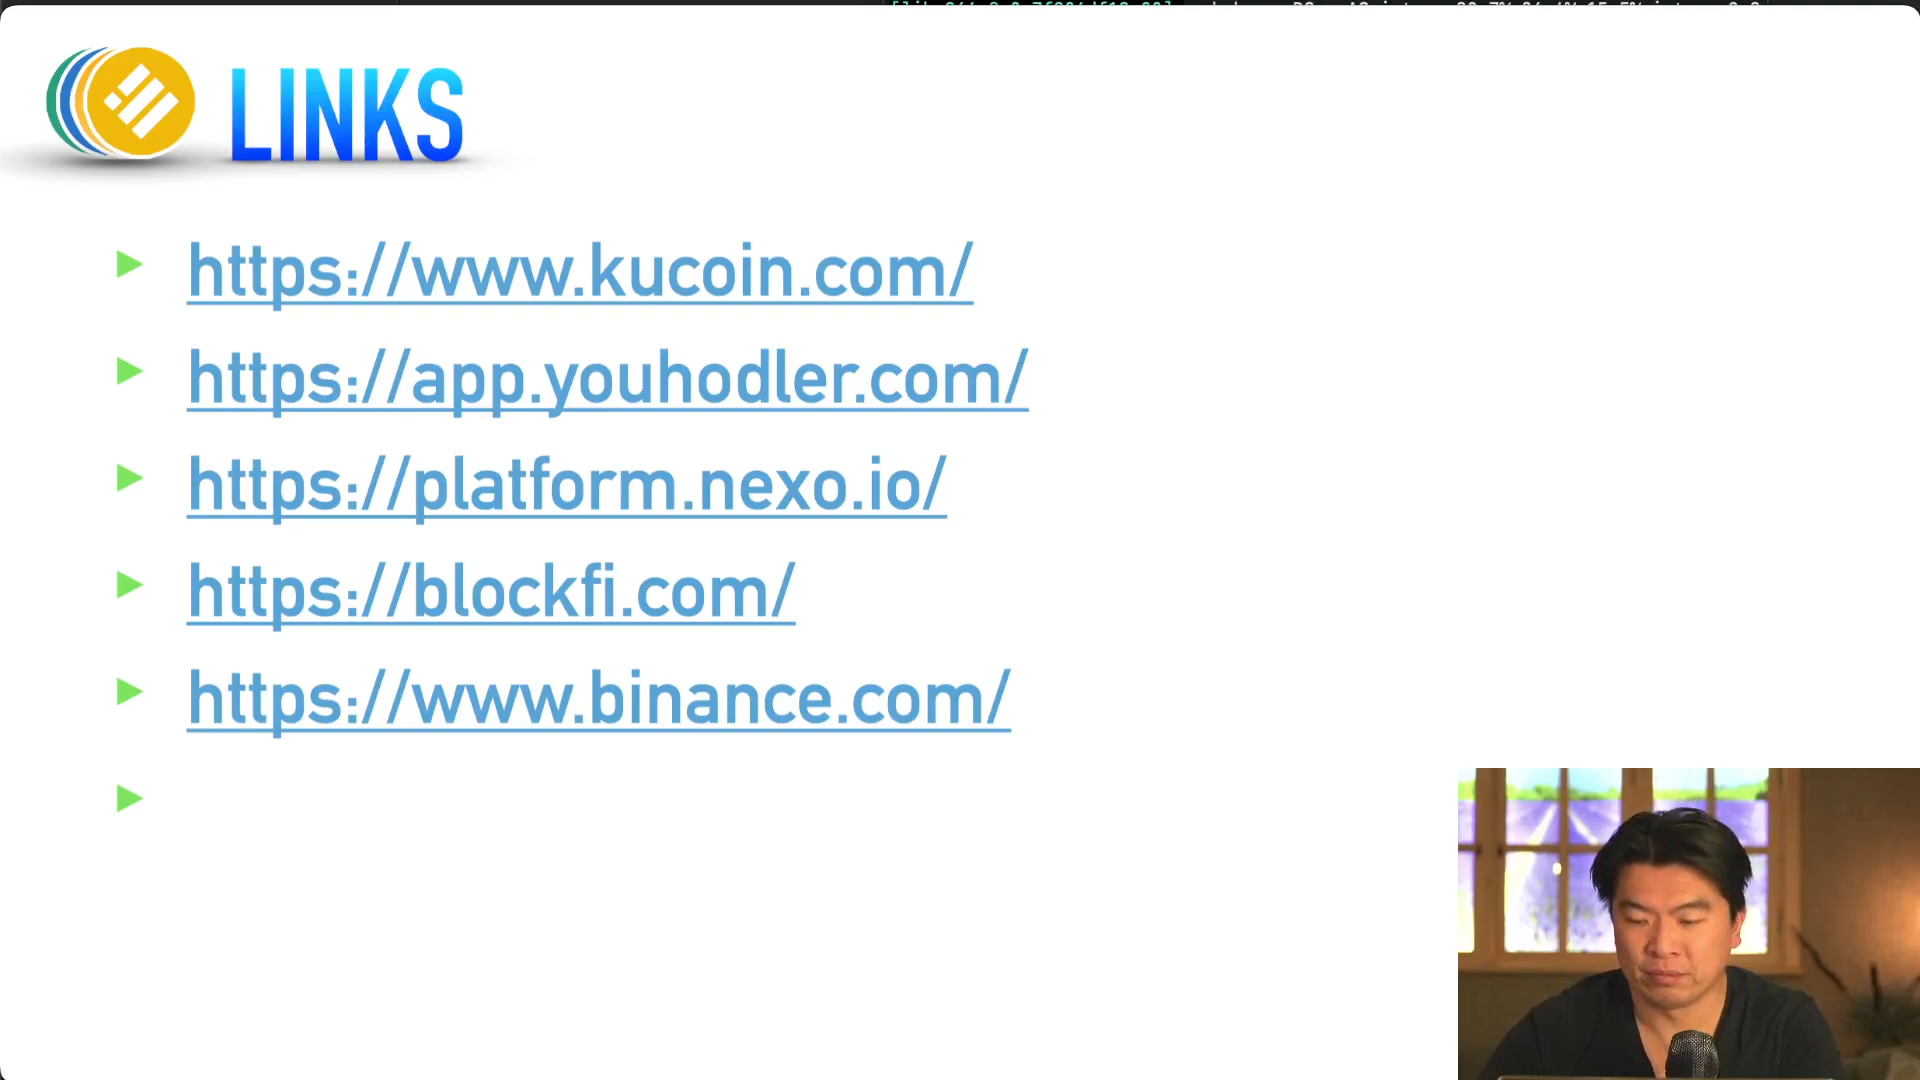 LINKS
https://www.kucoin.com/
https://app.youhodler.com/
https://platform.nexo.io/
https://blockfi.com/
https://www.binance.com/